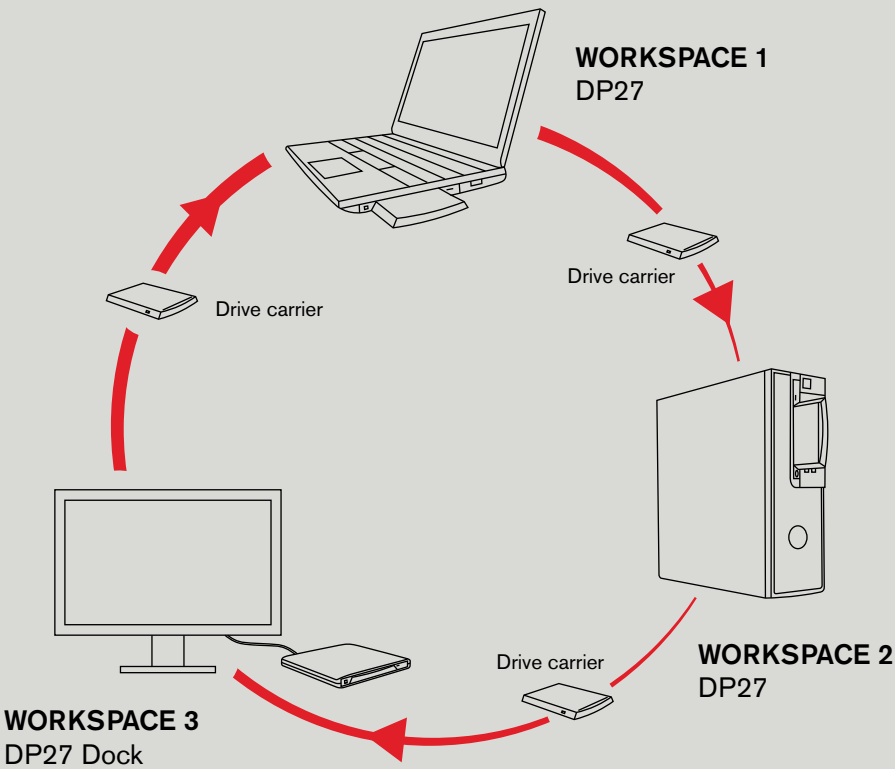 WORKSPACE 1
DP27
Drive carrier
Drive carrier
Drive carrier
WORKSPACE 2
DP27
WORKSPACE 3
DP27 Dock